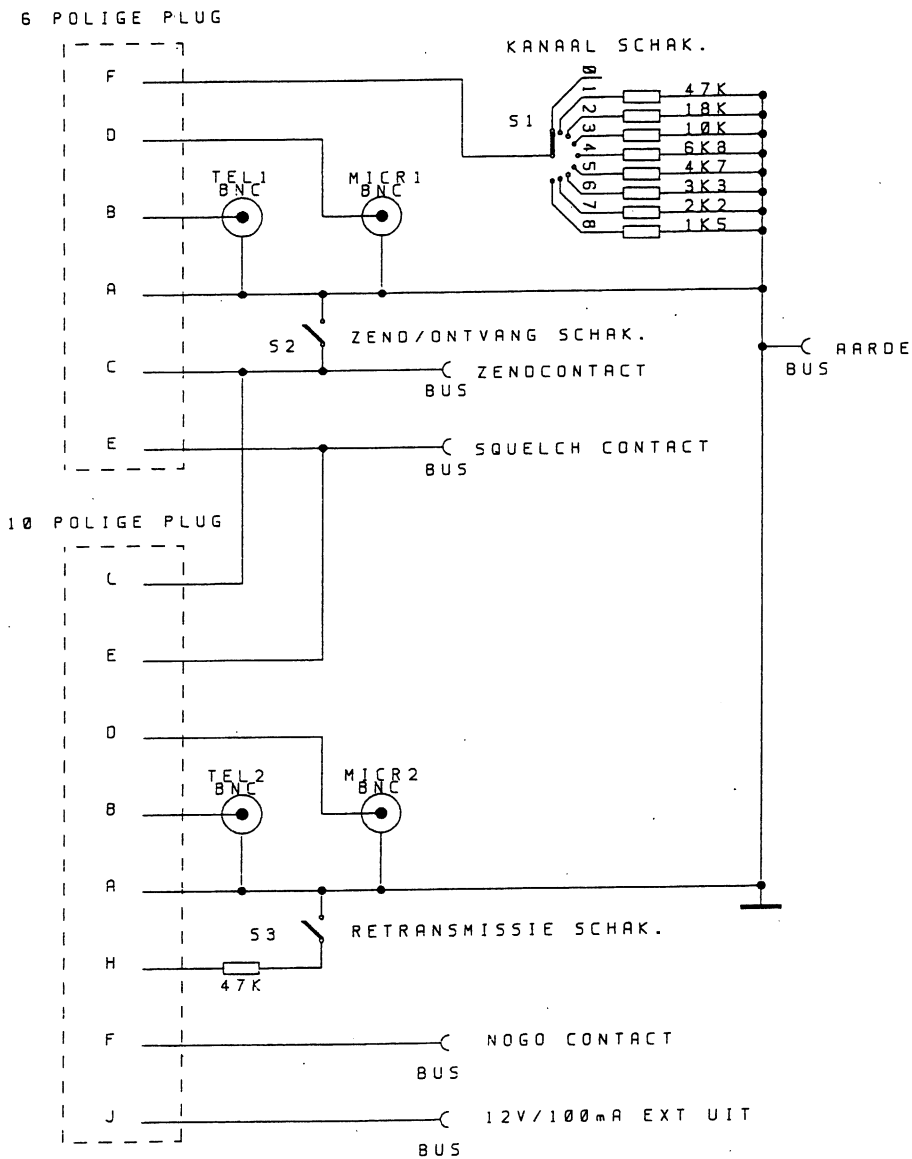 6 POLIGE PLUG
KANAAL SCHAK.
F
S1
0
1
2
3
4
5
6
7
8
47K
18K
10K
6K8
4K7
3K3
2K2
1K5
D
TEL1
BNC
MICR1
BNC
B
A
S2
ZEND/ONTVANG SCHAK.
AARDE
BUS
C
ZENDCONTACT
BUS
E
SQUELCH CONTACT
BUS
10 POLIGE PLUG
C
E
D
TEL2
BNC
MICR2
BNC
B
A
S3
RETRANSMISSIE SCHAK.
H
47K
F
NOGO CONTACT
BUS
J
12V/100mA EXT UIT
BUS